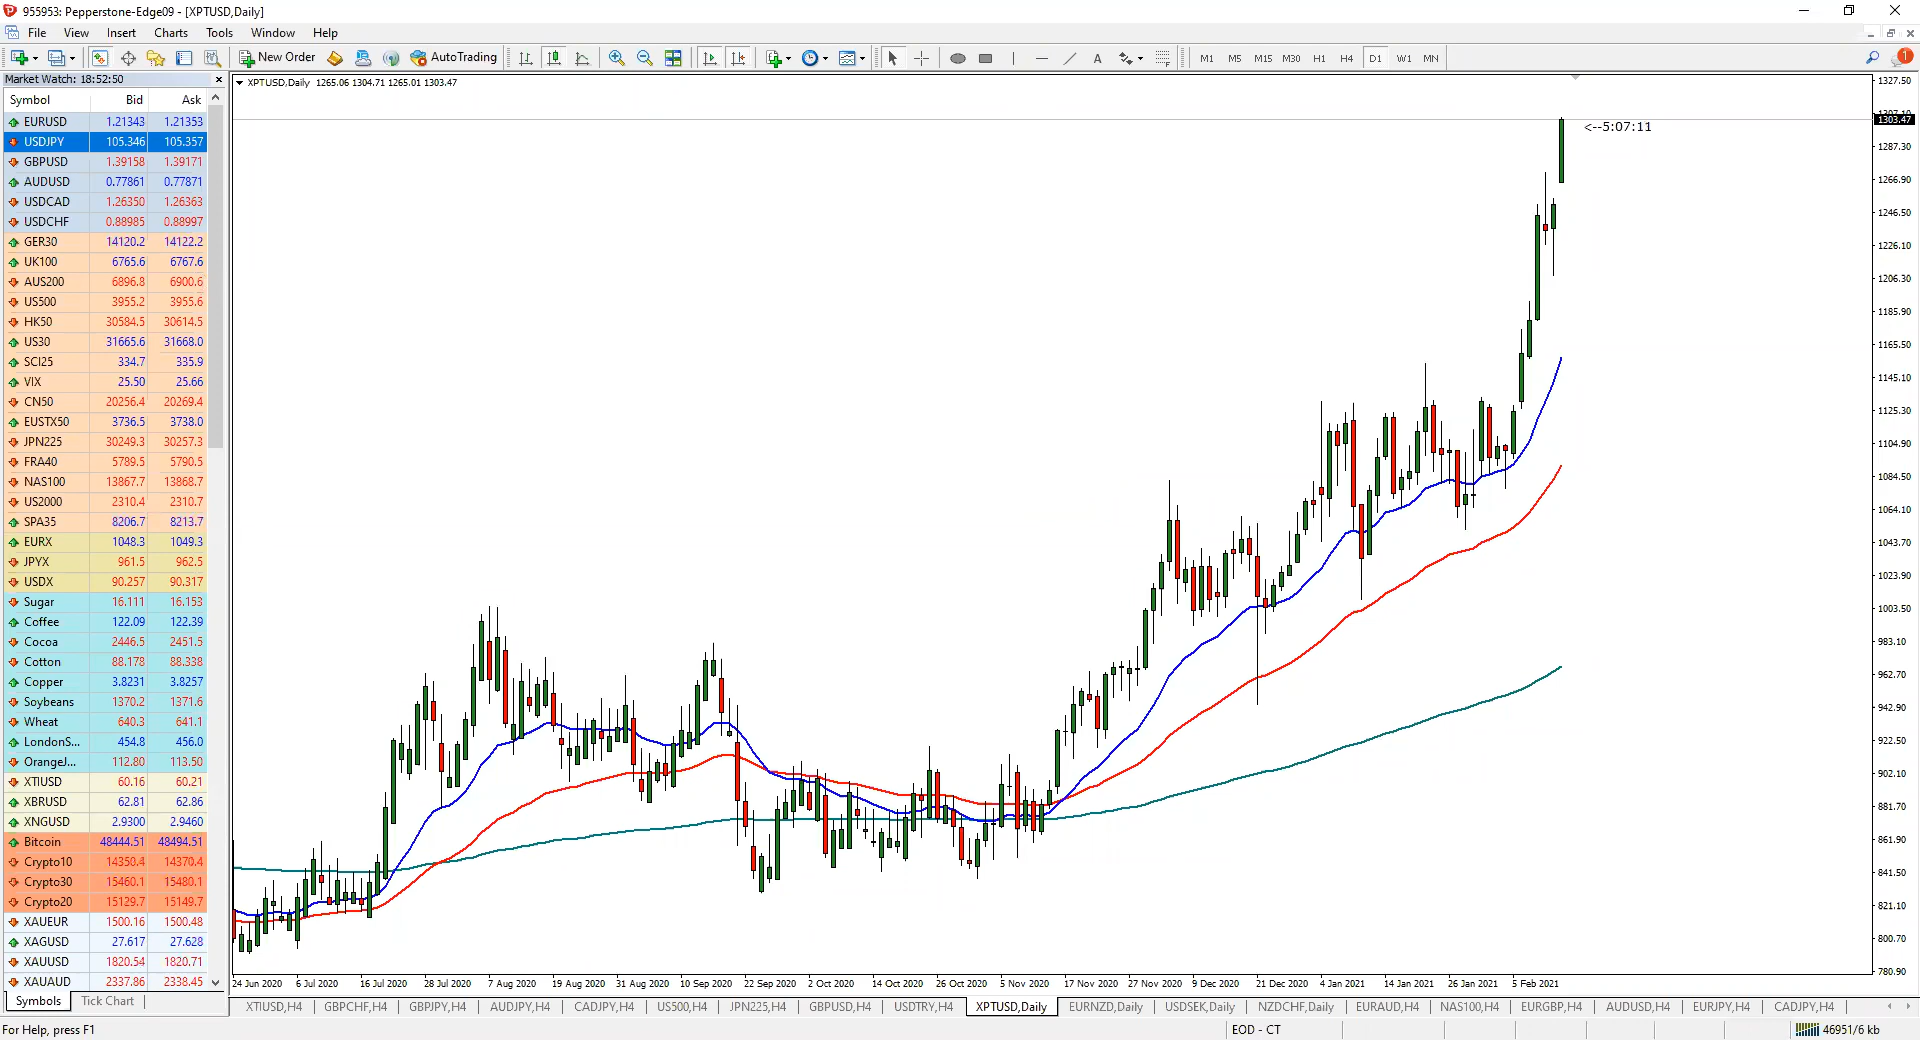 955953: Pepperstone-Edge09 - [XPTUSD,Daily]
File View Insert Charts Tools Window Help
New Order AutoTrading A M1 M5 M15 M30 H1 H4 D1 W1 MN 1
Market Watch: 18:52:50
Symbol Bid Ask
EURUSD 1.21343 1.21353
USDJPY 105.346 105.357
GBPUSD 1.39158 1.39171
AUDUSD 0.77861 0.77871
USDCAD 1.26350 1.26363
USDCHF 0.88985 0.88997
GER30 14120.2 14122.2
UK100 6765.6 6767.6
AUS200 6896.8 6900.6
US500 3955.2 3955.6
HK50 30584.5 30614.5
US30 31665.6 31668.0
SCI25 334.7 335.9
VIX 25.50 25.66
CN50 20256.4 20269.4
EUSTX50 3736.5 3738.0
JPN225 30249.3 30257.3
FRA40 5789.5 5790.5
NAS100 13867.7 13868.7
US2000 2310.4 2310.7
SPA35 8206.7 8213.7
EURX 1048.3 1049.3
JPYX 961.5 962.5
USDX 90.257 90.317
Sugar 16.111 16.153
Coffee 122.09 122.39
Cocoa 2446.5 2451.5
Cotton 88.178 88.338
Copper 3.8231 3.8257
Soybeans 1370.2 1371.6
Wheat 640.3 641.1
LondonS... 454.8 456.0
OrangeJ... 112.80 113.50
XTIUSD 60.16 60.21
XBRUSD 62.81 62.86
XNGUSD 2.9300 2.9460
Bitcoin 48444.51 48494.51
Crypto10 14350.4 14370.4
Crypto30 15460.1 15480.1
Crypto20 15129.7 15149.7
XAUEUR 1500.16 1500.48
XAGUSD 27.617 27.628
XAUUSD 1820.54 1820.71
XAUAUD 2337.86 2338.45
Symbols Tick Chart
XPTUSD,Daily 1265.06 1304.71 1265.01 1303.47
<--5:07:11
1327.50
1303.47
1287.30
1266.90
1246.50
1226.10
1206.30
1185.90
1165.50
1145.10
1125.30
1104.90
1084.50
1064.10
1043.70
1023.90
1003.50
983.10
962.70
942.90
922.50
902.10
881.70
861.90
841.50
821.10
800.70
780.90
24 Jun 2020 6 Jul 2020 16 Jul 2020 28 Jul 2020 7 Aug 2020 19 Aug 2020 31 Aug 2020 10 Sep 2020 22 Sep 2020 2 Oct 2020 14 Oct 2020 26 Oct 2020 5 Nov 2020 17 Nov 2020 27 Nov 2020 9 Dec 2020 21 Dec 2020 4 Jan 2021 14 Jan 2021 26 Jan 2021 5 Feb 2021
XTIUSD,H4 GBPCHF,H4 GBPJPY,H4 AUDJPY,H4 CADJPY,H4 US500,H4 JPN225,H4 GBPUSD,H4 USDTRY,H4 XPTUSD,Daily EURNZD,Daily USDSEK,Daily NZDCHF,Daily EURAUD,H4 NAS100,H4 EURGBP,H4 AUDUSD,H4 EURJPY,H4 CADJPY,H4
For Help, press F1 EOD - CT 46951/6 kb